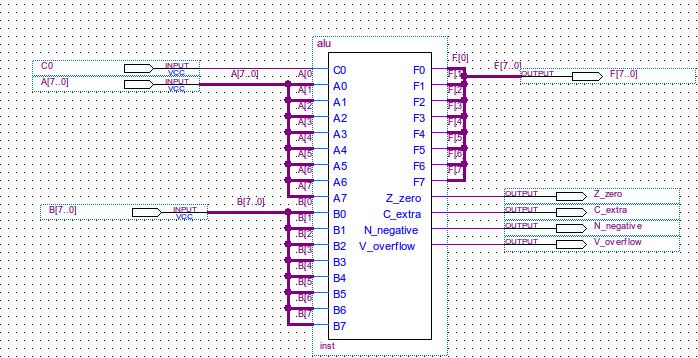 alu
C0 INPUT VCC
A[7..0] INPUT VCC A[7..0]
B[7..0] INPUT VCC B[7..0]
A[0]
A[1]
A[2]
A[3]
A[4]
A[5]
A[6]
A[7]
B[0]
B[1]
B[2]
B[3]
B[4]
B[5]
B[6]
B[7]
C0
A0
A1
A2
A3
A4
A5
A6
A7
B0
B1
B2
B3
B4
B5
B6
B7
F0
F1
F2
F3
F4
F5
F6
F7
Z_zero
C_extra
N_negative
V_overflow
F[0]
F[1]
F[2]
F[3]
F[4]
F[5]
F[6]
F[7]
F[7..0] OUTPUT F[7..0]
OUTPUT Z_zero
OUTPUT C_extra
OUTPUT N_negative
OUTPUT V_overflow
inst